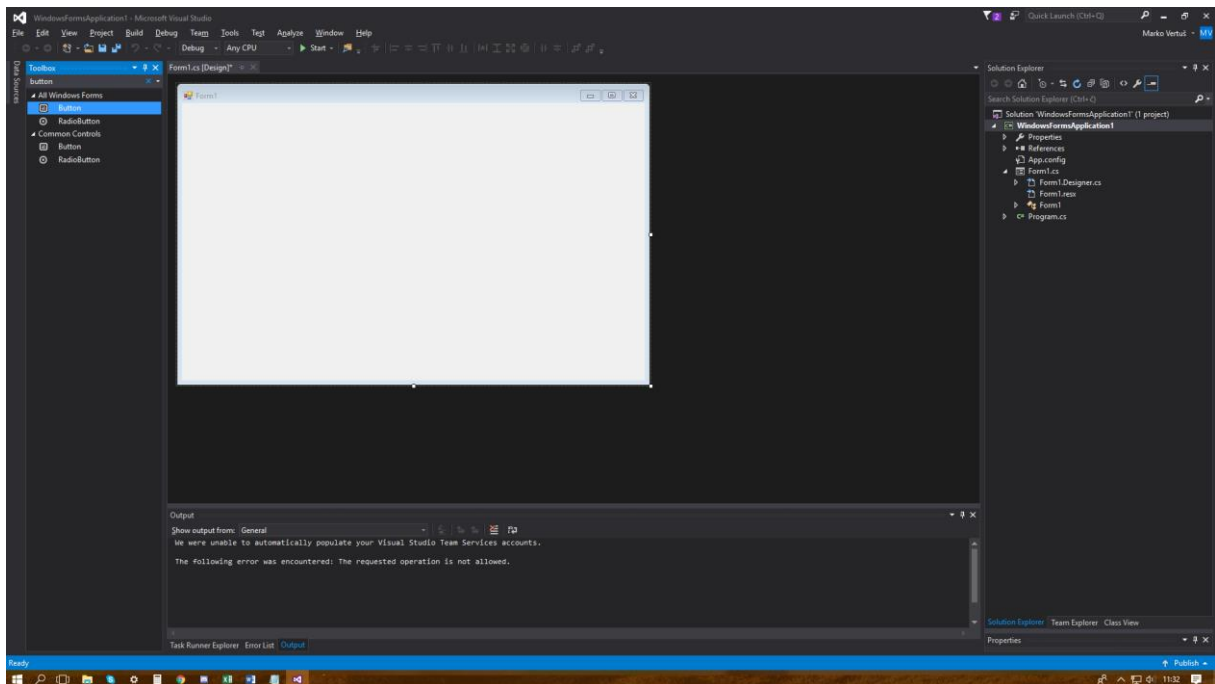 WindowsFormsApplication1 - Microsoft Visual Studio
2
Quick Launch (Ctrl+Q)
File Edit View Project Build Debug Team Tools Test Analyze Window Help
Marko Vertuš
MV
Debug Any CPU Start
Data Sources
Toolbox
button
All Windows Forms
Button
RadioButton
Common Controls
Button
RadioButton
Form1.cs [Design]*
Form1
Output
Show output from: General
We were unable to automatically populate your Visual Studio Team Services accounts.
The following error was encountered: The requested operation is not allowed.
Task Runner Explorer Error List Output
Solution Explorer
Search Solution Explorer (Ctrl+č)
Solution 'WindowsFormsApplication1' (1 project)
WindowsFormsApplication1
Properties
References
App.config
Form1.cs
Form1.Designer.cs
Form1.resx
Form1
C# Program.cs
Solution Explorer Team Explorer Class View
Properties
Ready
Publish
11:32